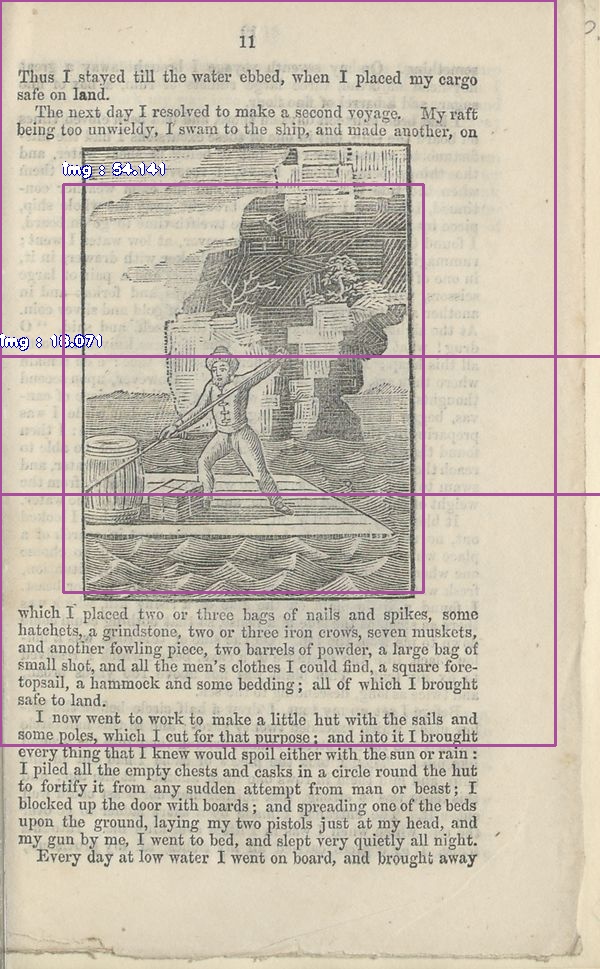 11
Thus I stayed till the water ebbed, when I placed my cargo
safe on land.
The next day I resolved to make a second voyage. My raft
being too unwieldy, I swam to the ship, and made another, on
img : 54.141
img : 18.071
which I placed two or three bags of nails and spikes, some
hatchets, a grindstone, two or three iron crows, seven muskets,
and another fowling piece, two barrels of powder, a large bag of
small shot, and all the men's clothes I could find, a square fore-
topsail, a hammock and some bedding; all of which I brought
safe to land.
I now went to work to make a little hut with the sails and
some poles, which I cut for that purpose; and into it I brought
every thing that I knew would spoil either with the sun or rain:
I piled all the empty chests and casks in a circle round the hut
to fortify it from any sudden attempt from man or beast; I
blocked up the door with boards; and spreading one of the beds
upon the ground, laying my two pistols just at my head, and
my gun by me, I went to bed, and slept very quietly all night.
Every day at low water I went on board, and brought away